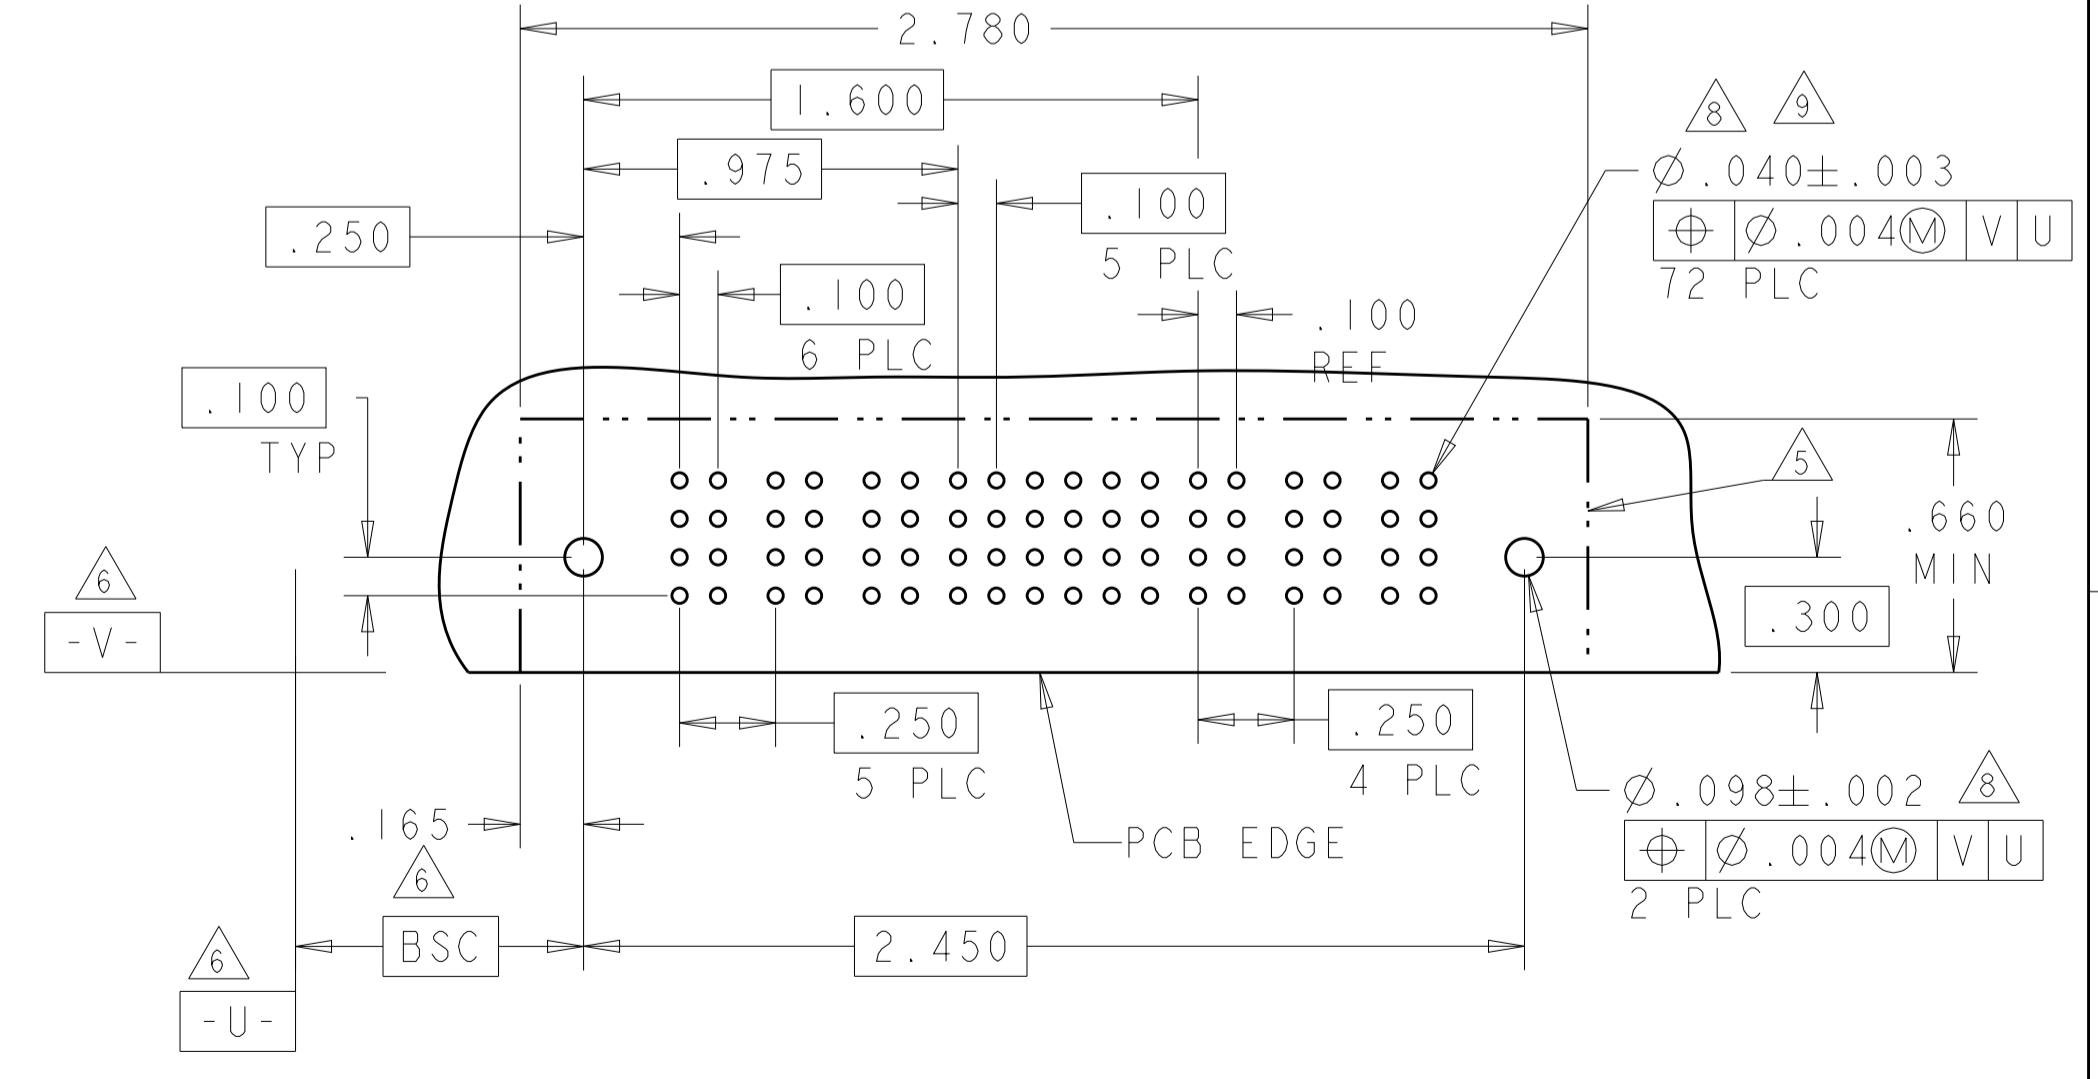 2.780
1.600
.975
.250
.100
5 PLC
.100
6 PLC
.100
REF
8
9
Ø.040±.003
⌖ Ø.004Ⓜ V U
72 PLC
.100
TYP
5
.660
MIN
6
-V-
.300
.250
5 PLC
.250
4 PLC
.165
6
PCB EDGE
Ø.098±.002
8
⌖ Ø.004Ⓜ V U
2 PLC
6
-U-
BSC
2.450